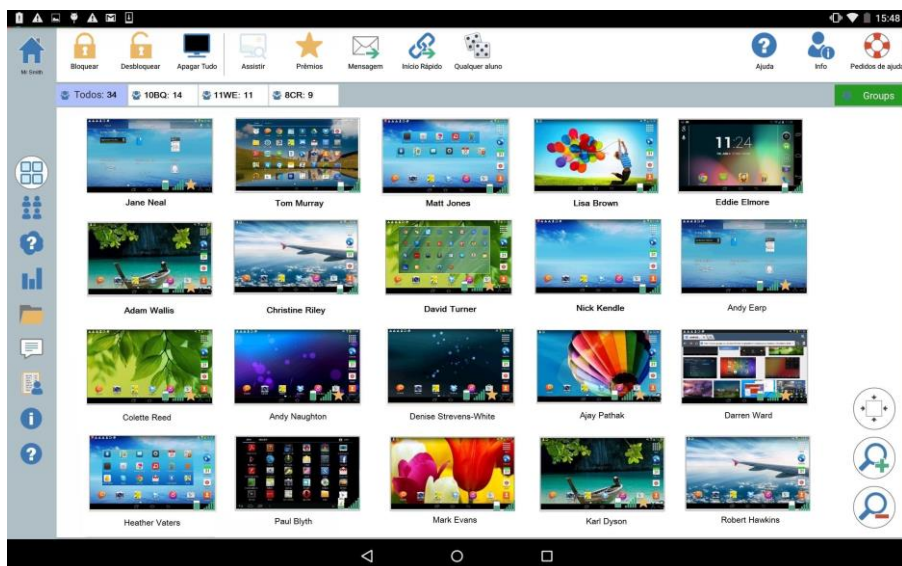 15:48
Mr Smith
Bloquear Desbloquear Apagar Tudo Assistir Prêmios Mensagem Início Rápido Qualquer aluno Ajuda Info Pedidos de ajuda
Todos: 34 10BQ: 14 11WE: 11 8CR: 9 Groups
11:24
Jane Neal Tom Murray Matt Jones Lisa Brown Eddie Elmore
Adam Wallis Christine Riley David Turner Nick Kendle Andy Earp
Colette Reed Andy Naughton Denise Strevens-White Ajay Pathak Darren Ward
Heather Vaters Paul Blyth Mark Evans Karl Dyson Robert Hawkins